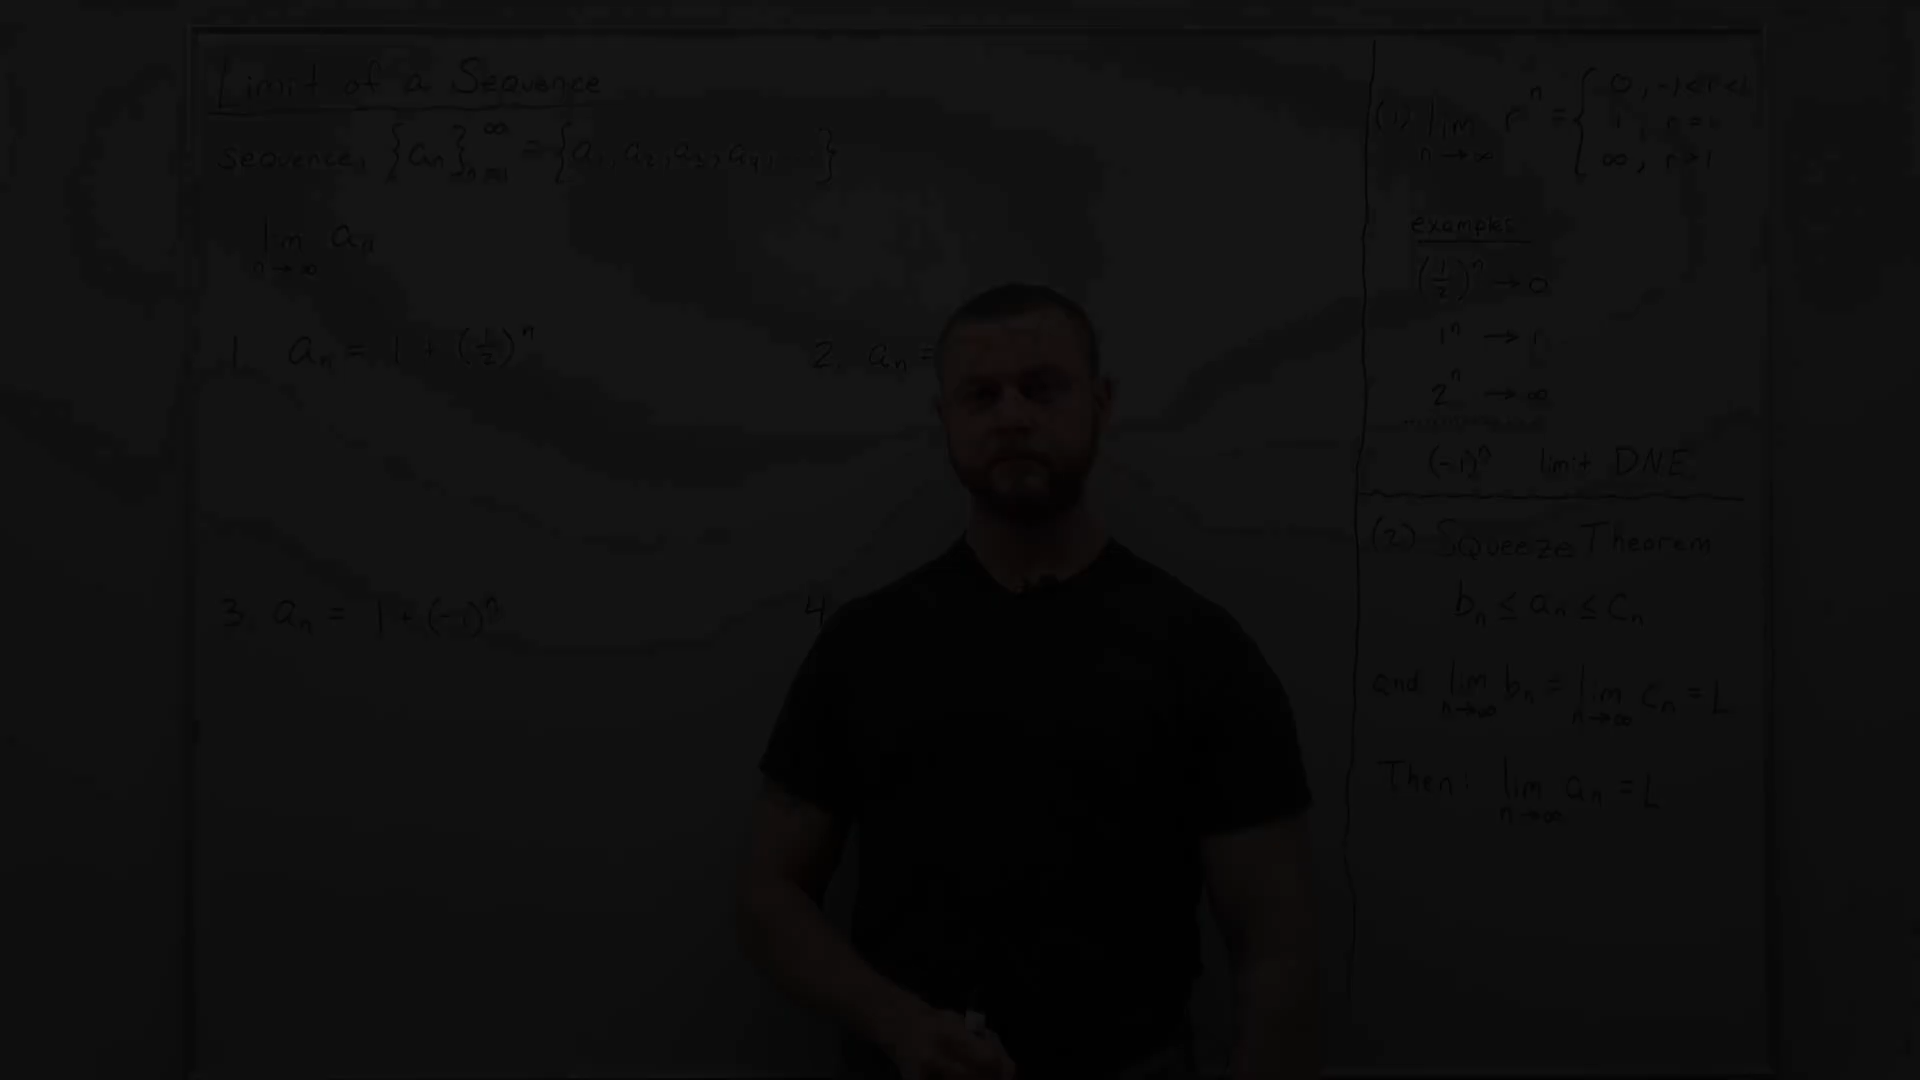 Limit of a Sequence
Sequence, {aₙ}ₙ₌₁^∞ = {a₁, a₂, a₃, a₄, ...}
lim aₙ
n→∞
1. aₙ = 1 + (1/2)ⁿ
2. aₙ =
3. aₙ = 1 + (-1)ⁿ
4
(1) lim rⁿ = { 0, -1<r<1
n→∞
1, r=1
∞, r>1
examples
(1/2)ⁿ → 0
1ⁿ → 1
2ⁿ → ∞
(-1)ⁿ limit DNE
(2) Squeeze Theorem
bₙ ≤ aₙ ≤ cₙ
and lim bₙ = lim cₙ = L
n→∞ n→∞
Then: lim aₙ = L
n→∞